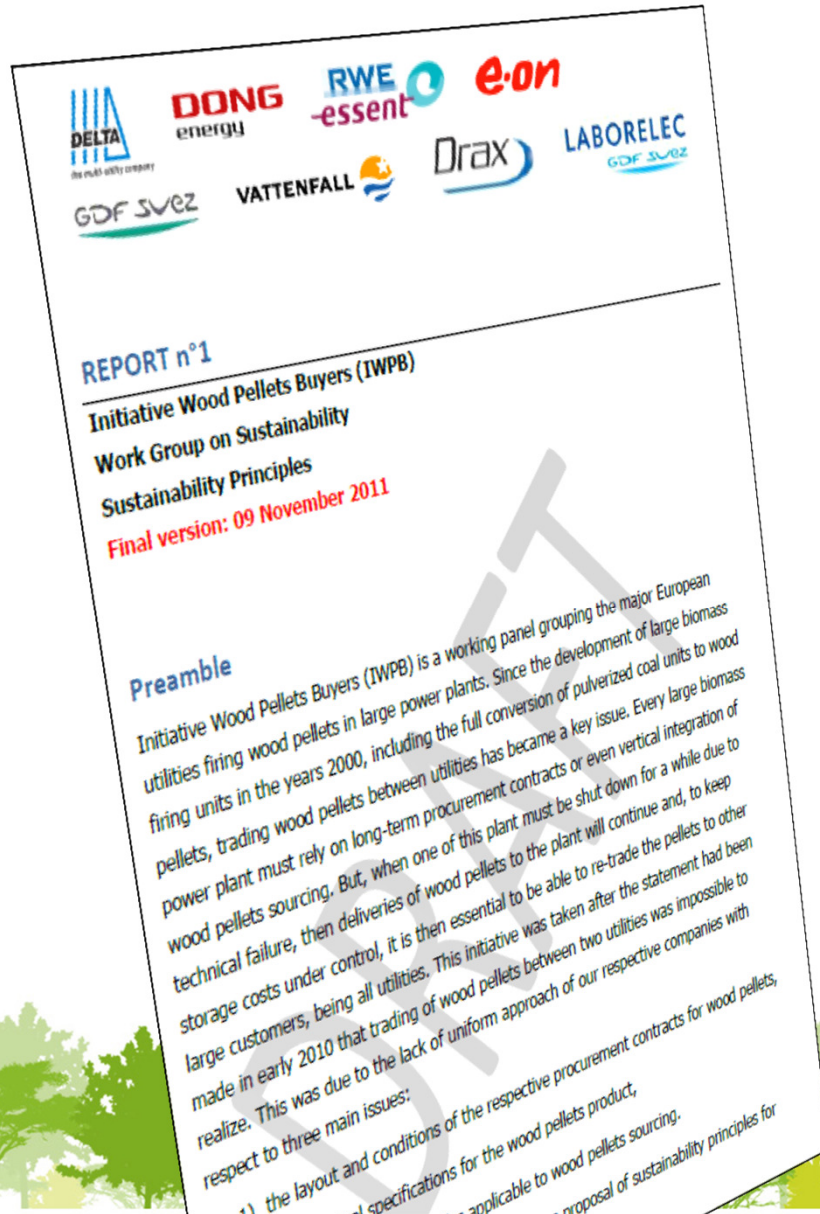 DELTA
the multi utility company
DONG
energy
RWE
-essent
e·on
GDF SUEZ
VATTENFALL
Drax
LABORELEC
GDF SUEZ
REPORT n°1
Initiative Wood Pellets Buyers (IWPB)
Work Group on Sustainability
Sustainability Principles
Final version: 09 November 2011
DRAFT
Preamble
Initiative Wood Pellets Buyers (IWPB) is a working panel grouping the major European
utilities firing wood pellets in large power plants. Since the development of large biomass
firing units in the years 2000, including the full conversion of pulverized coal units to wood
pellets, trading wood pellets between utilities has became a key issue. Every large biomass
power plant must rely on long-term procurement contracts or even vertical integration of
wood pellets sourcing. But, when one of this plant must be shut down for a while due to
technical failure, then deliveries of wood pellets to the plant will continue and, to keep
storage costs under control, it is then essential to be able to re-trade the pellets to other
large customers, being all utilities. This initiative was taken after the statement had been
made in early 2010 that trading of wood pellets between two utilities was impossible to
realize. This was due to the lack of uniform approach of our respective companies with
respect to three main issues:
1) the layout and conditions of the respective procurement contracts for wood pellets,
specifications for the wood pellets product,
applicable to wood pellets sourcing.
proposal of sustainability principles for